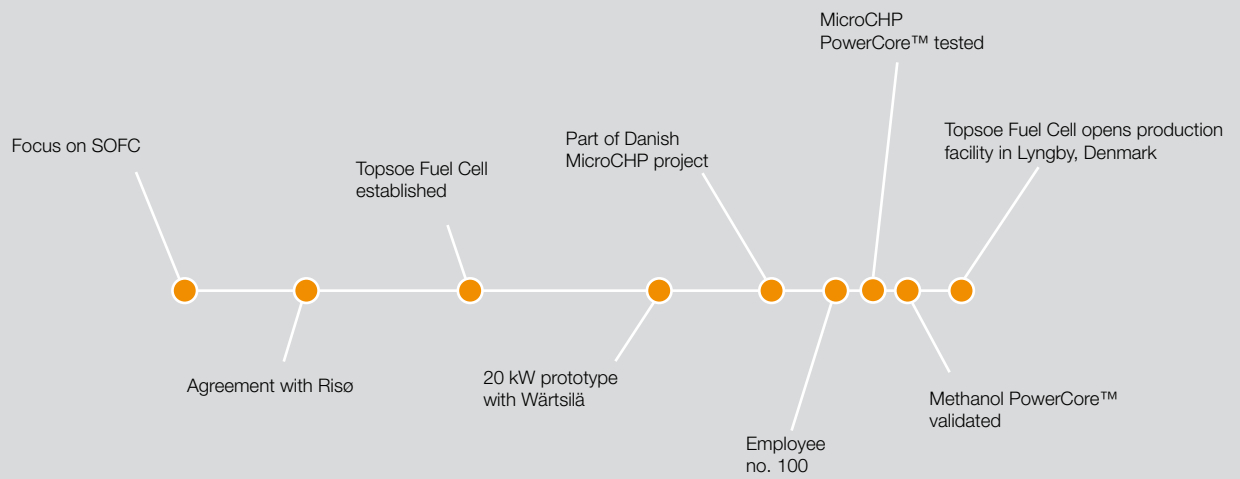 Focus on SOFC
Agreement with Risø
Topsoe Fuel Cell
established
20 kW prototype
with Wärtsilä
Part of Danish
MicroCHP project
Employee
no. 100
MicroCHP
PowerCore™ tested
Methanol PowerCore™
validated
Topsoe Fuel Cell opens production
facility in Lyngby, Denmark